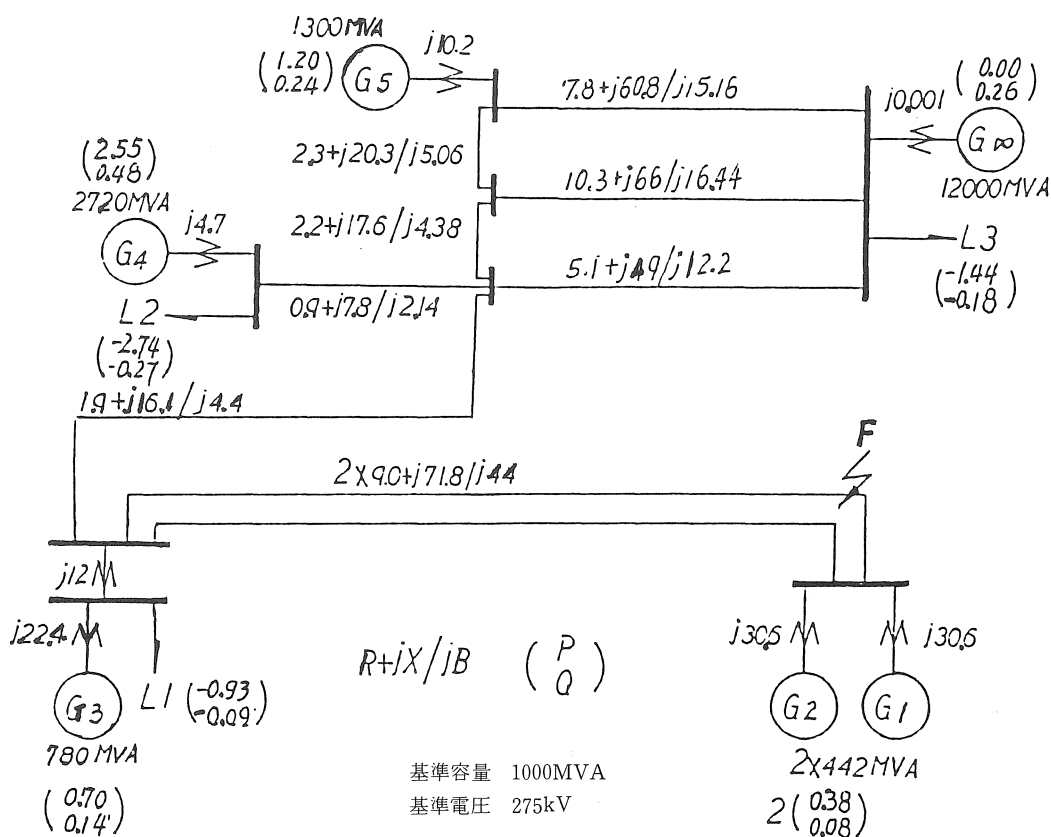 1300MVA
(1.20
0.24)
G5
j10.2
7.8+j60.8/j15.16
j0.001
(0.00
0.26)
G∞
12000MVA
2.3+j20.3/j5.06
10.3+j66/j16.44
(2.55
0.48)
2720MVA
G4
j4.7
2.2+j17.6/j4.38
L3
(-1.44
-0.18)
5.1+j49/j12.2
0.9+j7.8/j2.14
L2
(-2.74
-0.27)
1.9+j16.1/j4.4
F
2×9.0+j71.8/j44
j12
j22.4
R+jX/jB (P
Q)
j30.5
j30.6
G3
L1 (-0.93
-0.09)
G2
G1
780MVA
2×442MVA
(0.70
0.14)
2(0.38
0.08)
基準容量 1000MVA
基準電圧 275kV